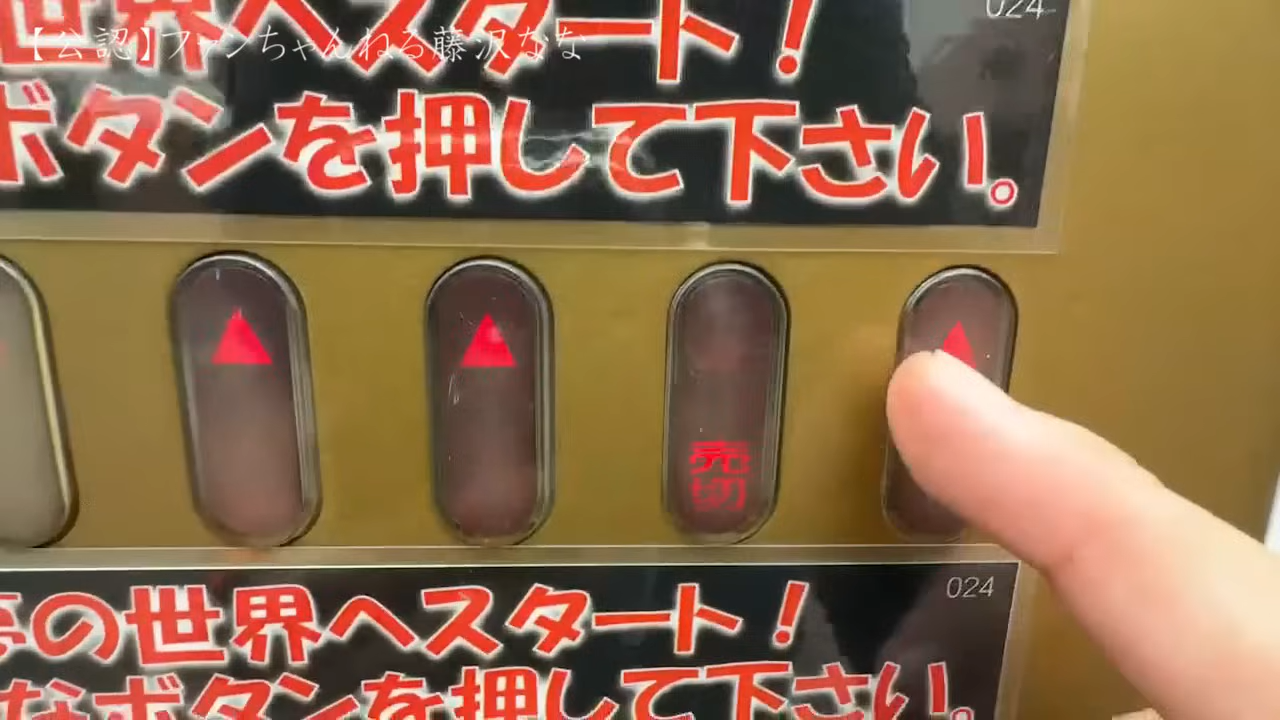 世界へスタート！
024
【公認】ファンちゃんねる藤沢なな
ボタンを押して下さい。
売切
024
夢の世界へスタート！
なボタンを押して下さい。